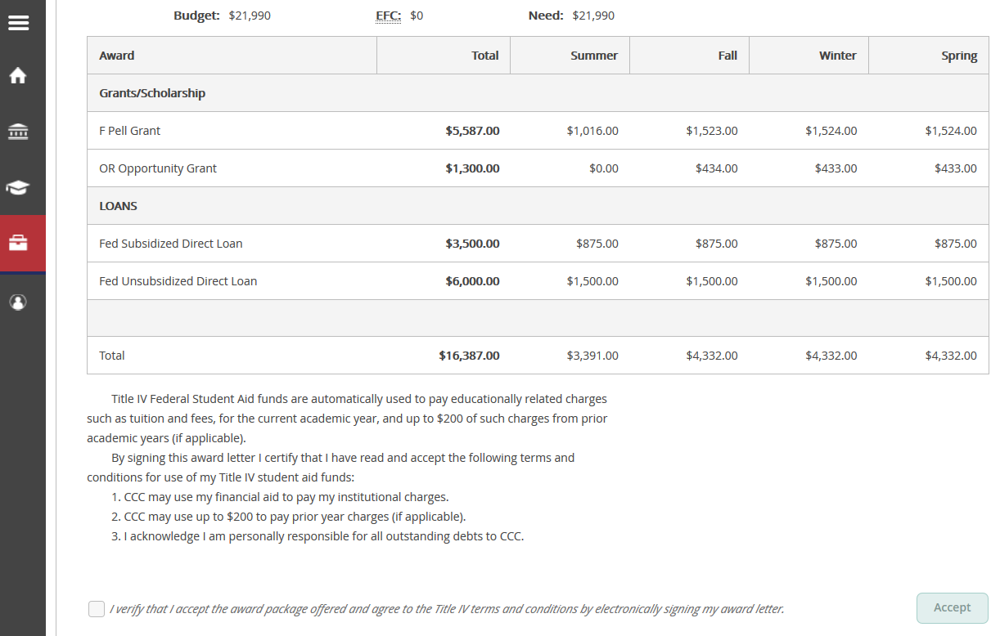 Budget: $21,990 EFC: $0 Need: $21,990
Award Total Summer Fall Winter Spring
Grants/Scholarship
F Pell Grant $5,587.00 $1,016.00 $1,523.00 $1,524.00 $1,524.00
OR Opportunity Grant $1,300.00 $0.00 $434.00 $433.00 $433.00
LOANS
Fed Subsidized Direct Loan $3,500.00 $875.00 $875.00 $875.00 $875.00
Fed Unsubsidized Direct Loan $6,000.00 $1,500.00 $1,500.00 $1,500.00 $1,500.00
Total $16,387.00 $3,391.00 $4,332.00 $4,332.00 $4,332.00
Title IV Federal Student Aid funds are automatically used to pay educationally related charges
such as tuition and fees, for the current academic year, and up to $200 of such charges from prior
academic years (if applicable).
By signing this award letter I certify that I have read and accept the following terms and
conditions for use of my Title IV student aid funds:
1. CCC may use my financial aid to pay my institutional charges.
2. CCC may use up to $200 to pay prior year charges (if applicable).
3. I acknowledge I am personally responsible for all outstanding debts to CCC.
I verify that I accept the award package offered and agree to the Title IV terms and conditions by electronically signing my award letter. Accept